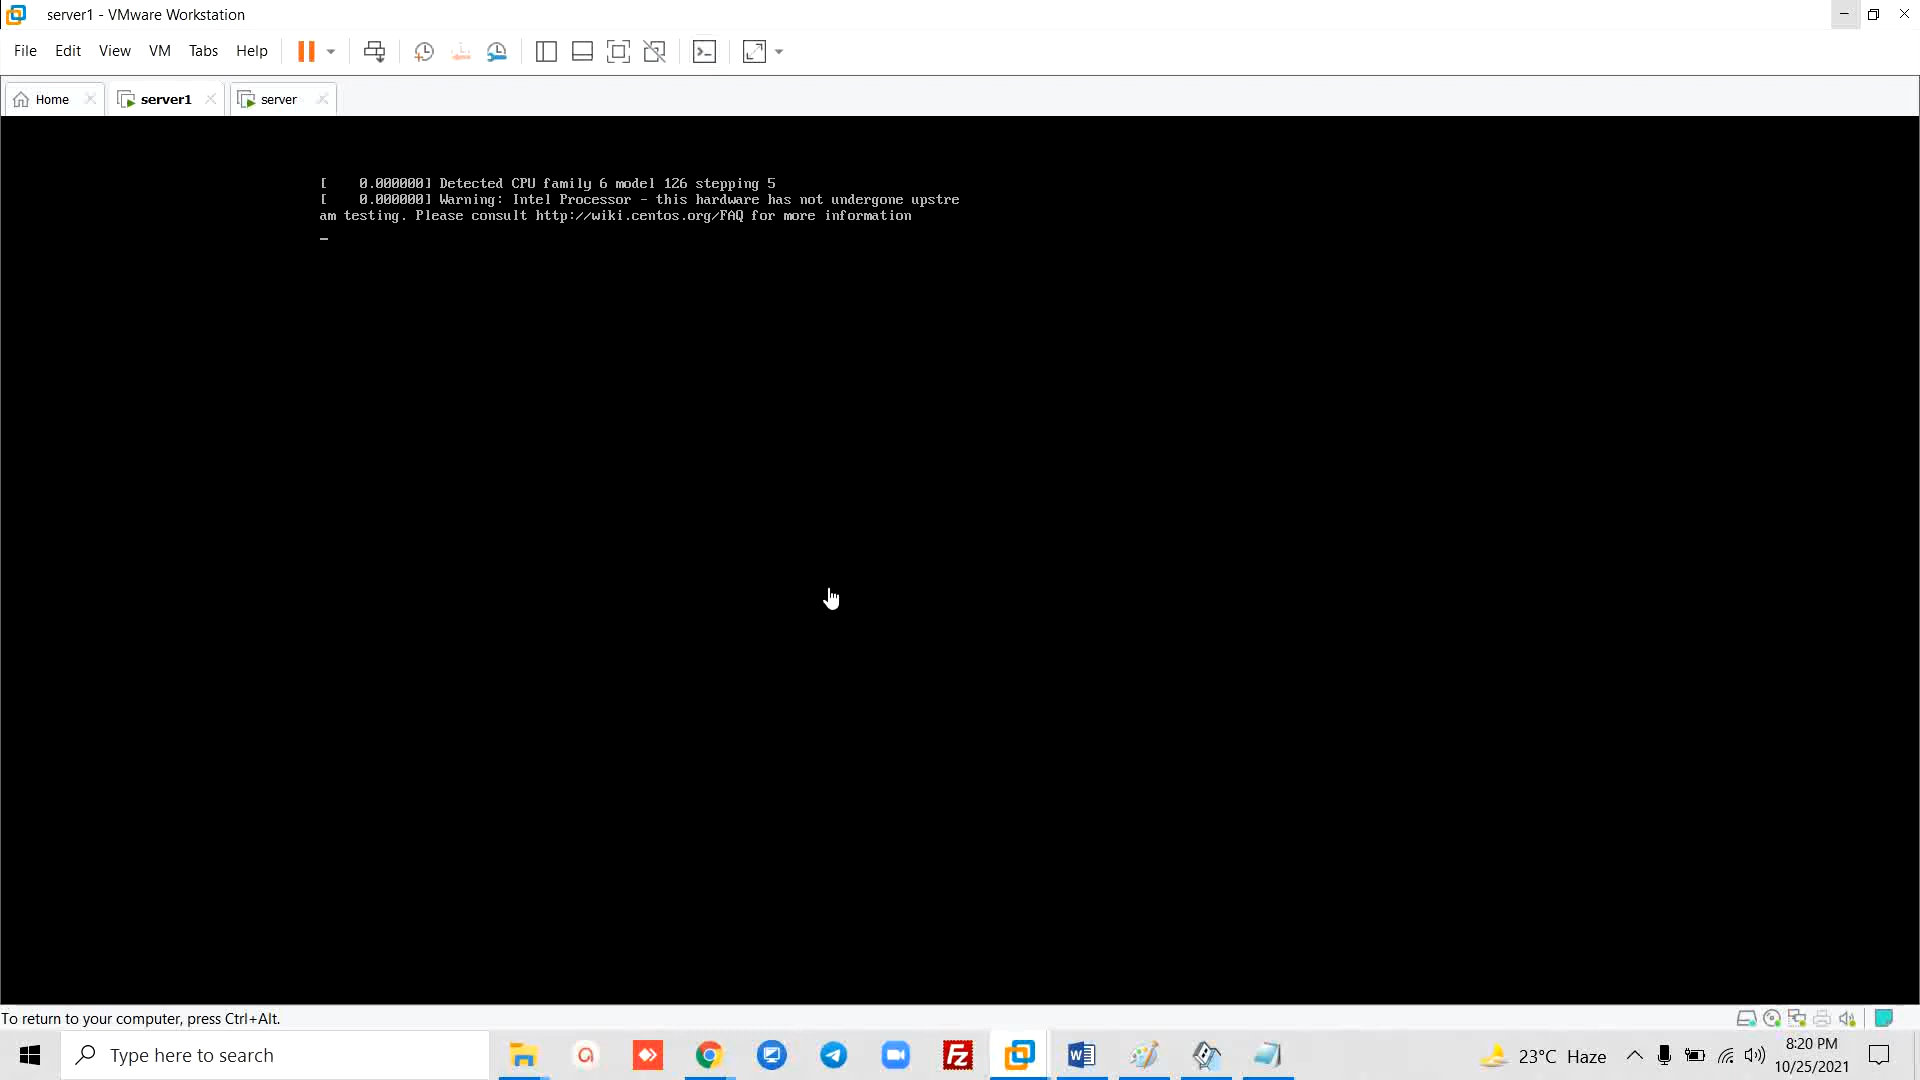 server1 - VMware Workstation
File Edit View VM Tabs Help
Home server1 server
[    0.000000] Detected CPU family 6 model 126 stepping 5
[    0.000000] Warning: Intel Processor - this hardware has not undergone upstre
am testing. Please consult http://wiki.centos.org/FAQ for more information
To return to your computer, press Ctrl+Alt.
Type here to search
23°C Haze
8:20 PM
10/25/2021